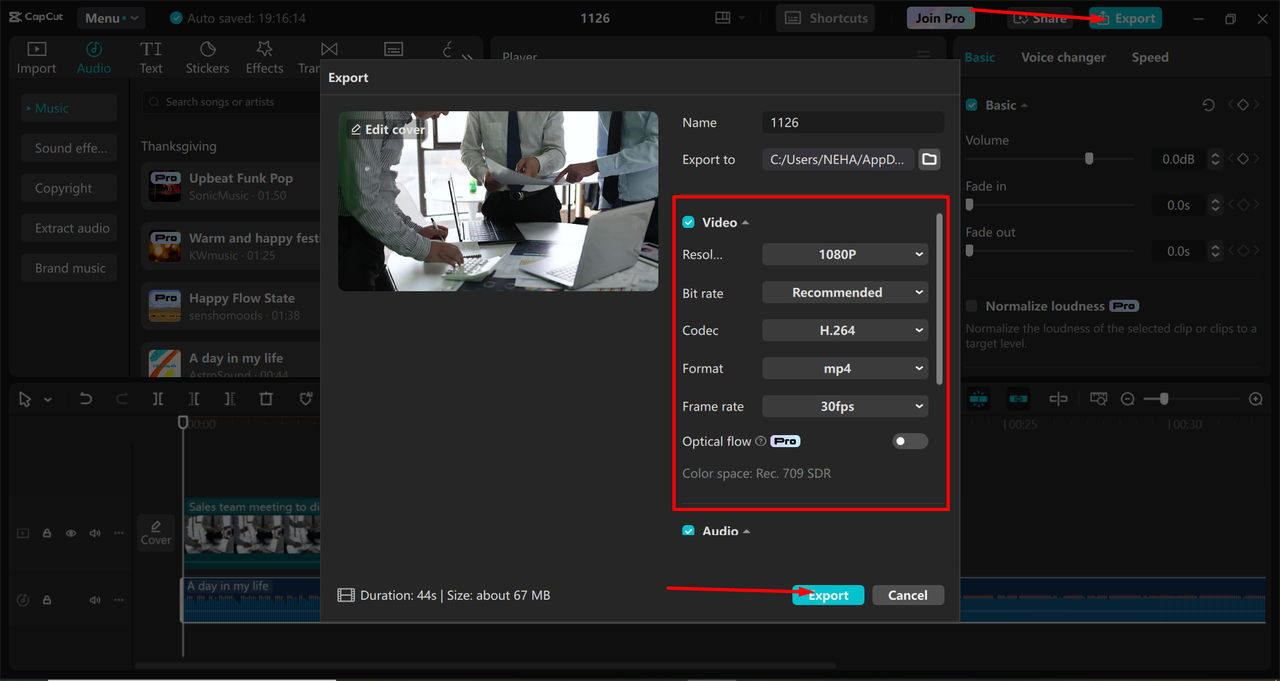 CapCut
Menu
Auto saved: 19:16:14
1126
Shortcuts
Join Pro
Share
Export
Import
Audio
Text
Stickers
Effects
Tran
Player
Basic
Voice changer
Speed
Export
Music
Sound effe...
Copyright
Extract audio
Brand music
Search songs or artists
Thanksgiving
Pro
Upbeat Funk Pop
SonicMusic · 01:50
Pro
Warm and happy festi
KWmusic · 01:25
Pro
Happy Flow State
senshomoods · 01:38
A day in my life
AstroSound · 00:44
Edit cover
Name
1126
Export to
C:/Users/NEHA/AppD...
Video
Resol...
1080P
Bit rate
Recommended
Codec
H.264
Format
mp4
Frame rate
30fps
Optical flow
Pro
Color space: Rec. 709 SDR
Audio
Duration: 44s | Size: about 67 MB
Export
Cancel
Basic
Volume
0.0dB
Fade in
0.0s
Fade out
0.0s
Normalize loudness
Pro
Normalize the loudness of the selected clip or clips to a
target level.
00:00
00:25
00:30
Cover
Sales team meeting to di
A day in my life